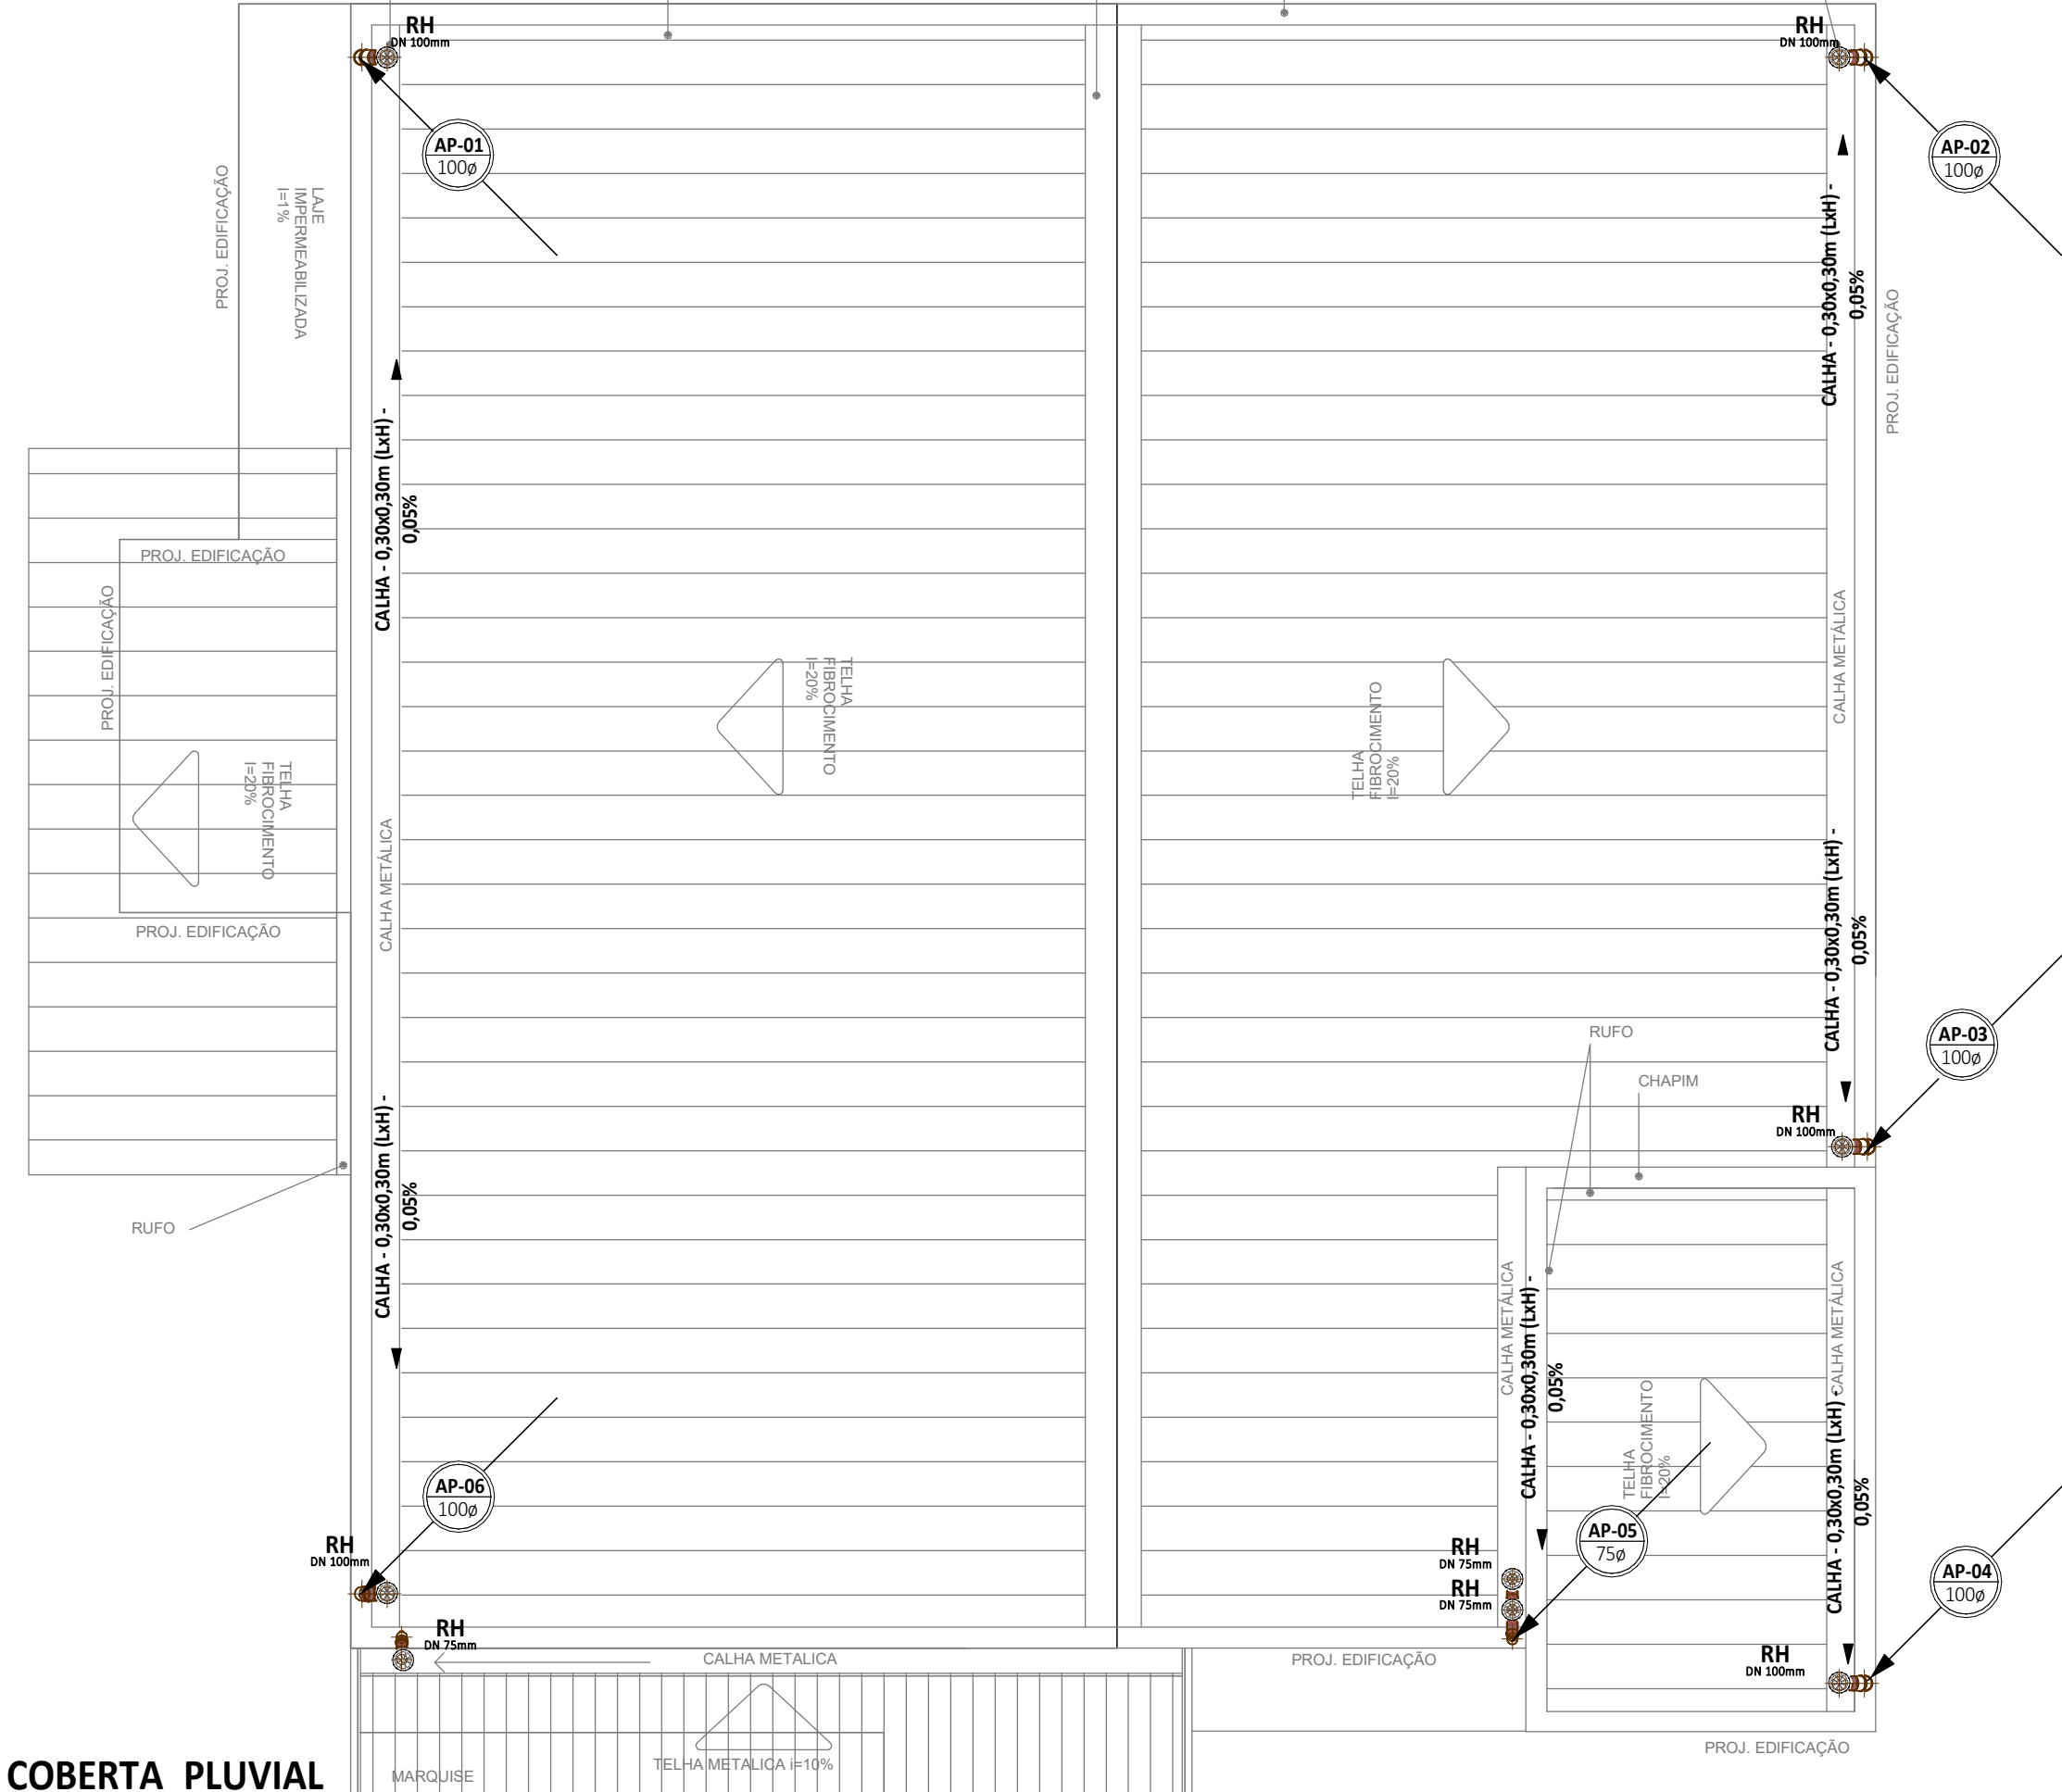 RH
DN 100mm
RH
DN 100mm
AP-01
100ø
AP-02
100ø
PROJ. EDIFICAÇÃO
LAJE
IMPERMEABILIZADA
I=1%
CALHA - 0,30x0,30m (LxH) -
0,05%
PROJ. EDIFICAÇÃO
CALHA - 0,30x0,30m (LxH) -
0,05%
PROJ. EDIFICAÇÃO
PROJ. EDIFICAÇÃO
TELHA
FIBROCIMENTO
I=20%
TELHA
FIBROCIMENTO
I=20%
CALHA METÁLICA
TELHA
FIBROCIMENTO
I=20%
CALHA METÁLICA
PROJ. EDIFICAÇÃO
CALHA - 0,30x0,30m (LxH) -
0,05%
AP-03
100ø
RUFO
CHAPIM
RH
DN 100mm
CALHA - 0,30x0,30m (LxH) -
0,05%
RUFO
CALHA METÁLICA
CALHA - 0,30x0,30m (LxH) -
0,05%
CALHA METÁLICA
CALHA - 0,30x0,30m (LxH) -
0,05%
TELHA
FIBROCIMENTO
I=20%
AP-06
100ø
AP-05
75ø
RH
DN 100mm
RH
DN 75mm
RH
DN 75mm
AP-04
100ø
RH
DN 75mm
CALHA METALICA
PROJ. EDIFICAÇÃO
RH
DN 100mm
PROJ. EDIFICAÇÃO
TELHA METALICA i=10%
MARQUISE
COBERTA PLUVIAL